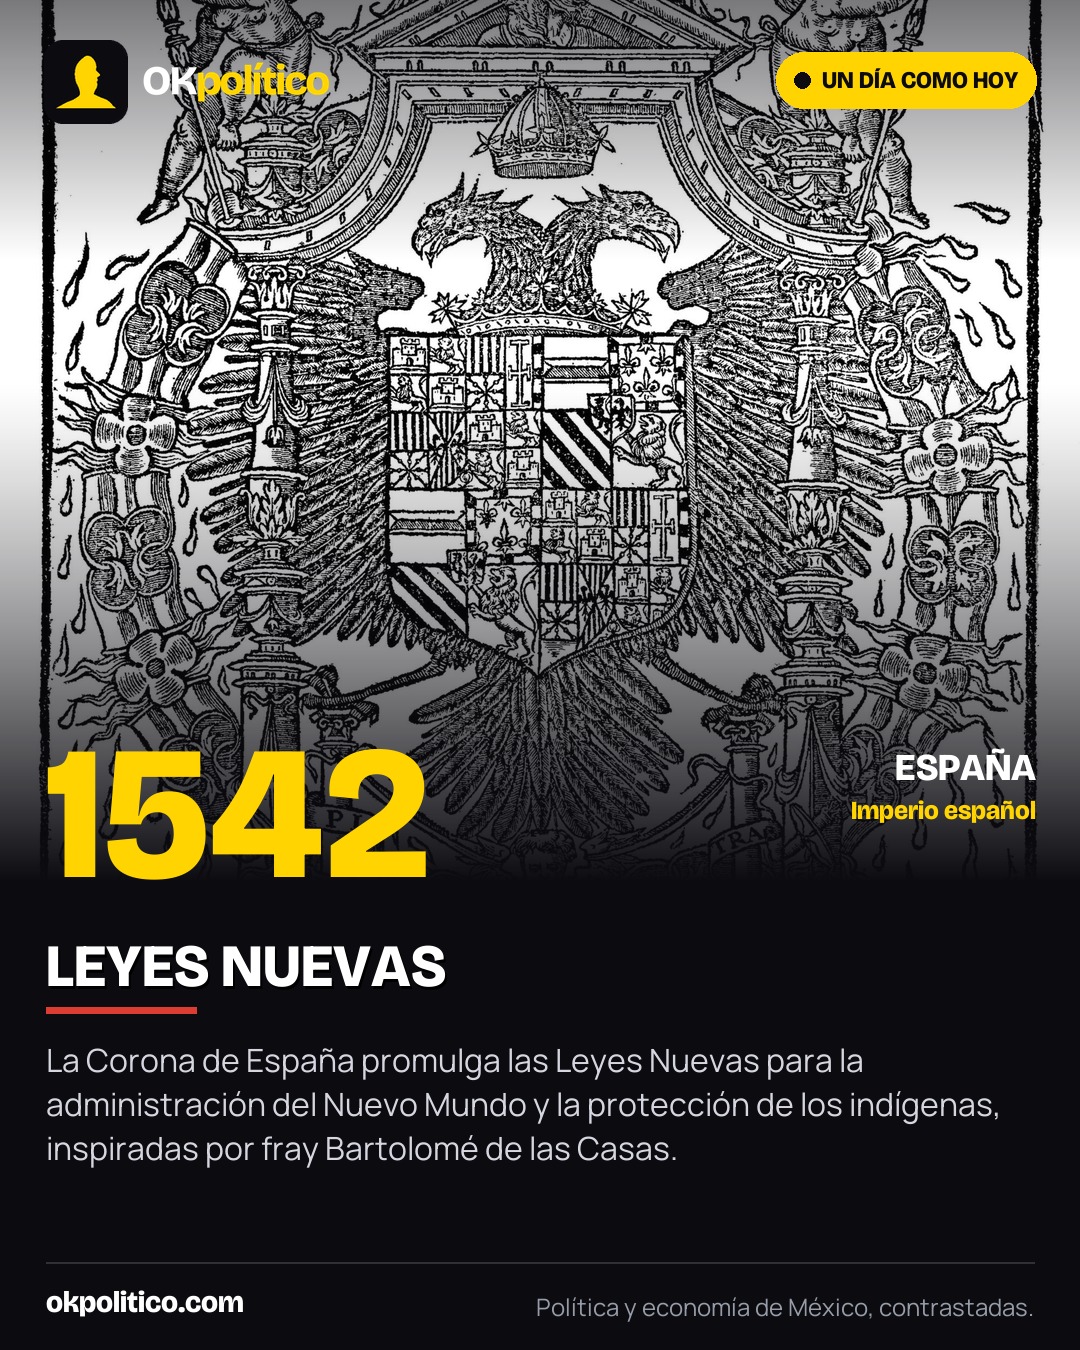 OKpolítico
UN DÍA COMO HOY
1542
ESPAÑA
Imperio español
LEYES NUEVAS
La Corona de España promulga las Leyes Nuevas para la
administración del Nuevo Mundo y la protección de los indígenas,
inspiradas por fray Bartolomé de las Casas.
okpolitico.com
Política y economía de México, contrastadas.